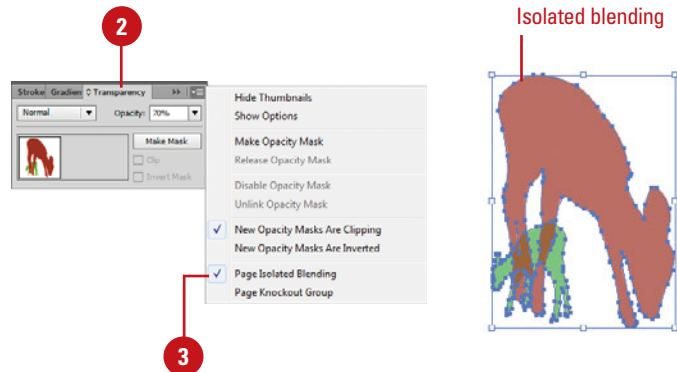 Isolated blending
2
Stroke Gradien Transparency
Normal Opacity: 70%
Make Mask
Clip
Invert Mask
Hide Thumbnails
Show Options
Make Opacity Mask
Release Opacity Mask
Disable Opacity Mask
Unlink Opacity Mask
New Opacity Masks Are Clipping
New Opacity Masks Are Inverted
Page Isolated Blending
Page Knockout Group
3